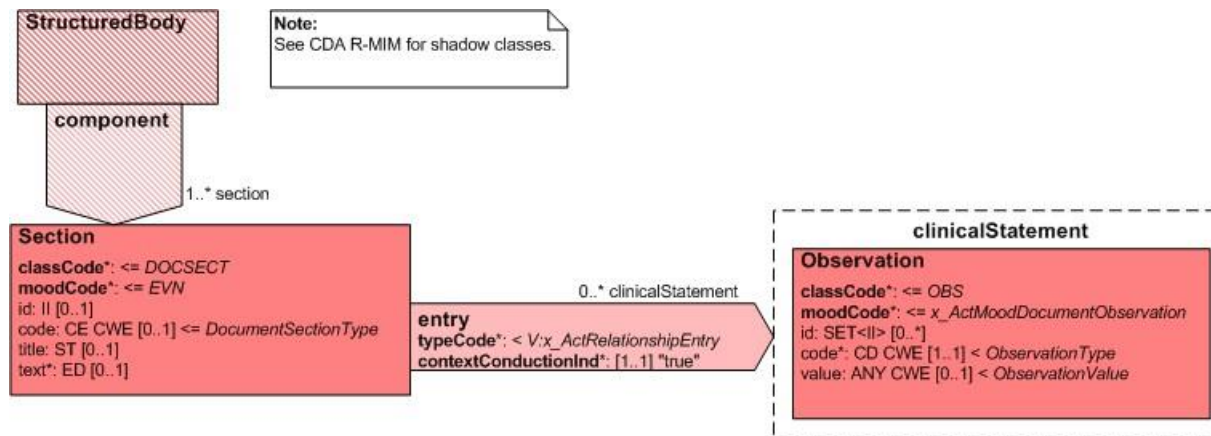 StructuredBody
Note:
See CDA R-MIM for shadow classes.
component
1..* section
Section
classCode*: <= DOCSECT
moodCode*: <= EVN
id: II [0..1]
code: CE CWE [0..1] <= DocumentSectionType
title: ST [0..1]
text*: ED [0..1]
0..* clinicalStatement
entry
typeCode*: < V:x_ActRelationshipEntry
contextConductionInd*: [1..1] "true"
clinicalStatement
Observation
classCode*: <= OBS
moodCode*: <= x_ActMoodDocumentObservation
id: SET<II> [0..*]
code*: CD CWE [1..1] < ObservationType
value: ANY CWE [0..1] < ObservationValue